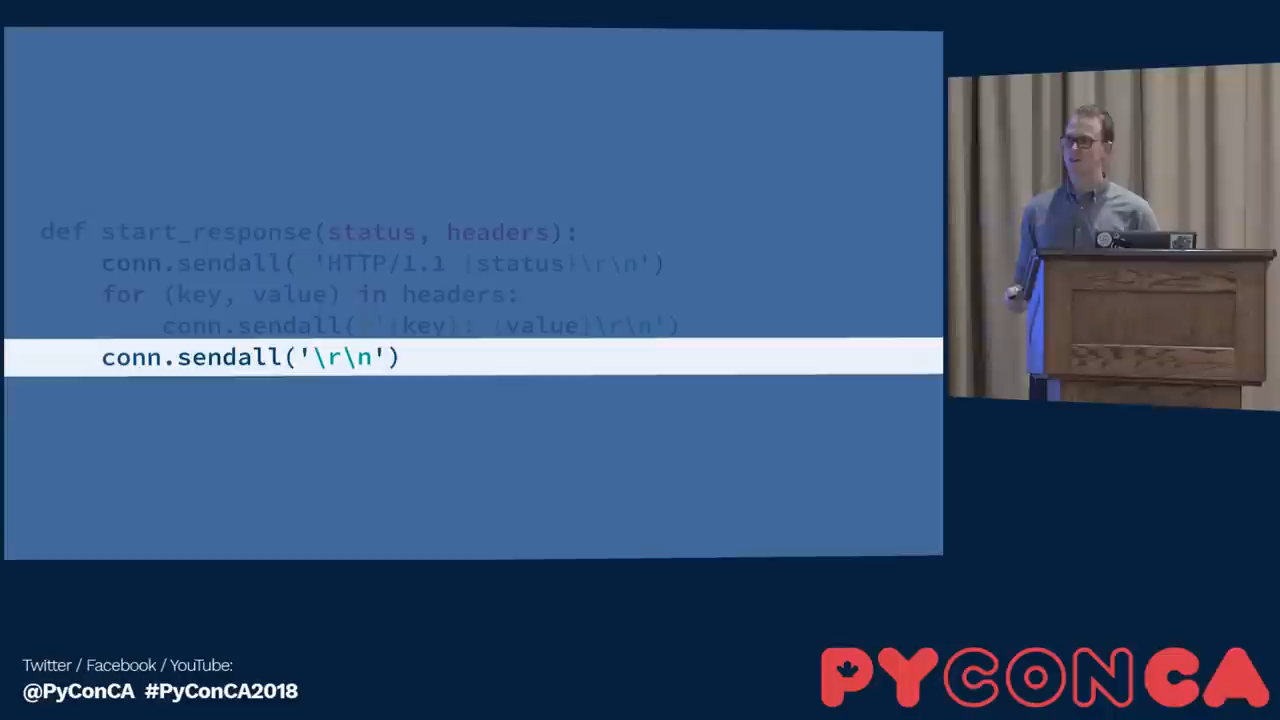 def start_response(status, headers):
    conn.sendall( 'HTTP/1.1 {status}\r\n')
    for (key, value) in headers:
        conn.sendall(f'{key}: {value}\r\n')
    conn.sendall('\r\n')
Twitter / Facebook / YouTube:
@PyConCA #PyConCA2018
PYCONCA